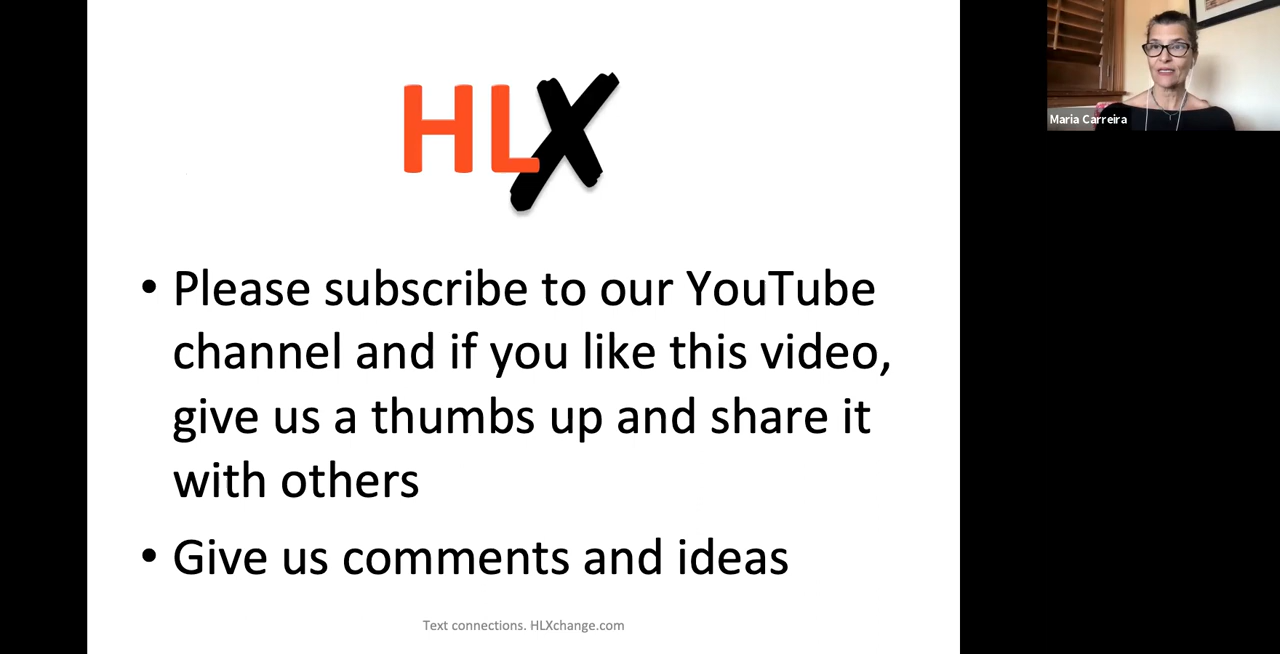 HLX
• Please subscribe to our YouTube
channel and if you like this video,
give us a thumbs up and share it
with others
• Give us comments and ideas
Text connections. HLXchange.com
Maria Carreira